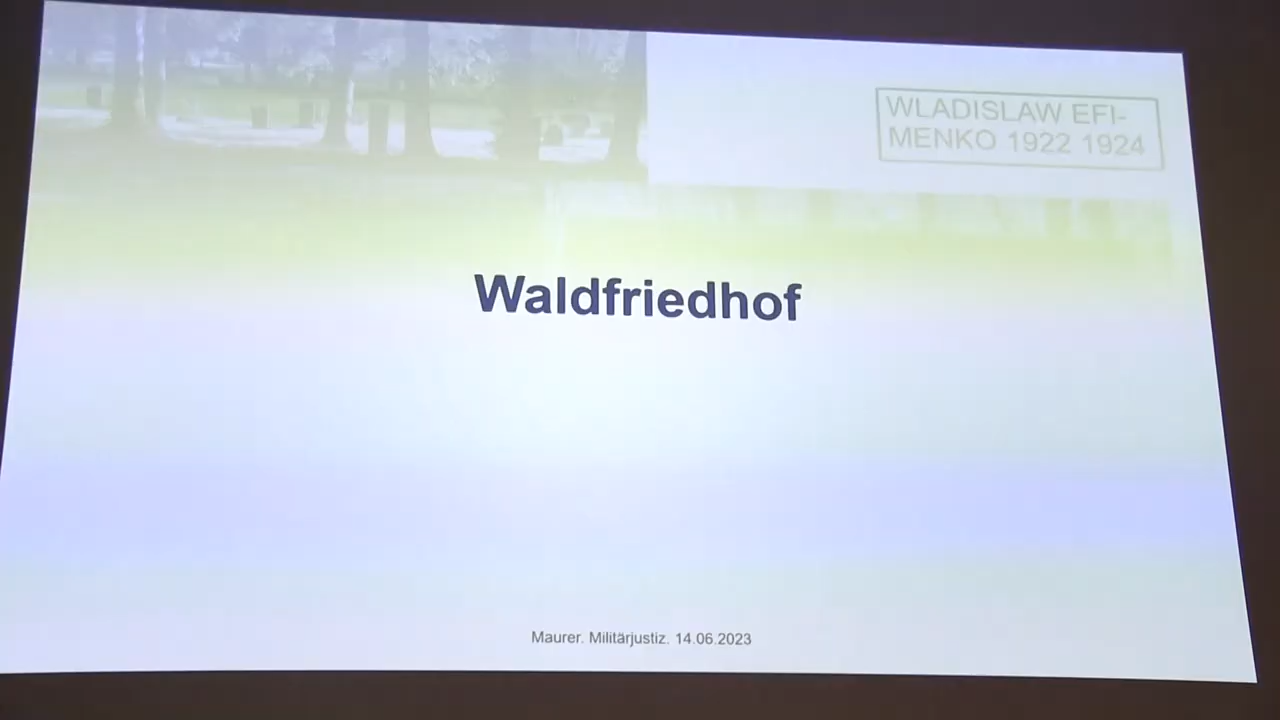 WLADISLAW EFI-
MENKO 1922 1924
Waldfriedhof
Maurer. Militärjustiz. 14.06.2023